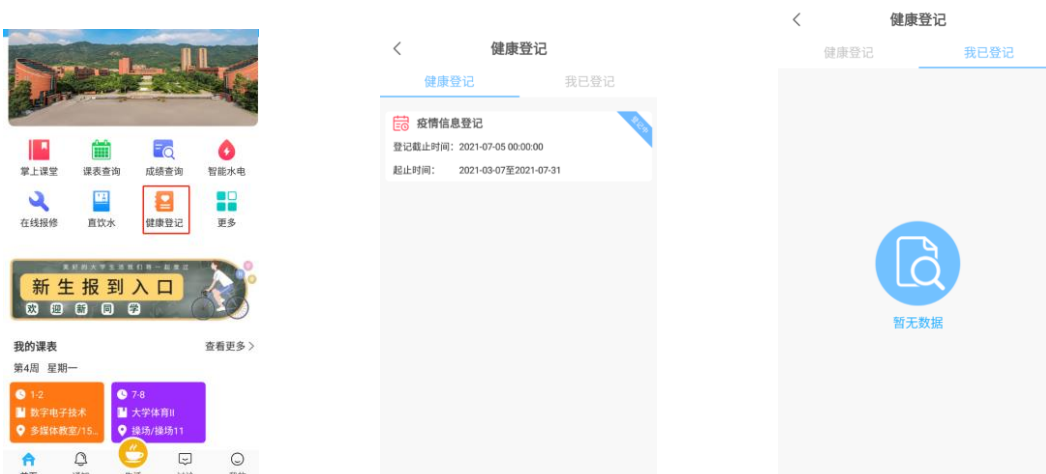 掌上课堂
课表查询
成绩查询
智能水电
在线报修
直饮水
健康登记
更多
新生报到入口
欢迎新同学
我的课表
查看更多 >
第4周 星期一
1-2
数字电子技术
多媒体教室/15...
7-8
大学体育II
操场/操场11
健康登记
健康登记
我已登记
疫情信息登记
登记中
登记截止时间: 2021-07-05 00:00:00
起止时间: 2021-03-07至2021-07-31
健康登记
健康登记
我已登记
暂无数据